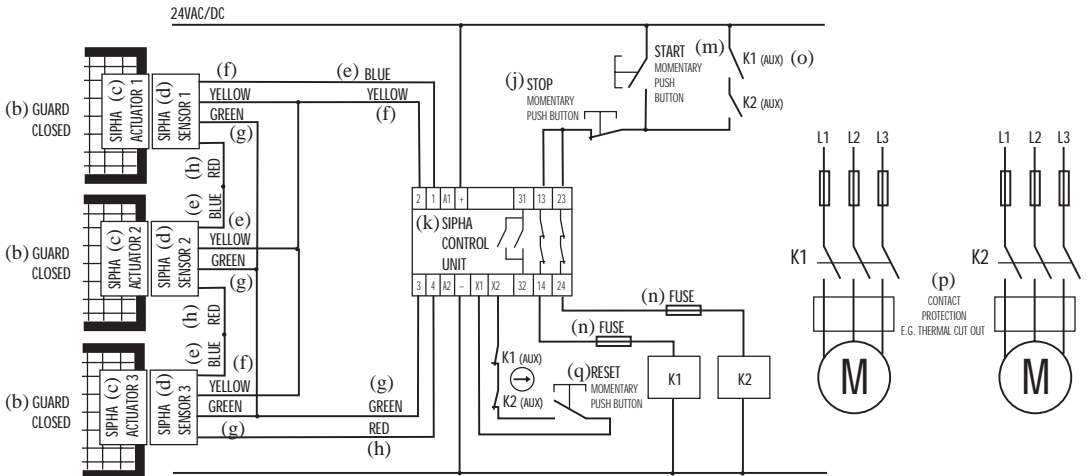 24VAC/DC
(b) GUARD
CLOSED
SIPHA (c)
ACTUATOR 1
SIPHA (d)
SENSOR 1
(f)
(e) BLUE
YELLOW
YELLOW
(f)
GREEN
(g)
(h) RED
(e) BLUE
(b) GUARD
CLOSED
SIPHA (c)
ACTUATOR 2
SIPHA (d)
SENSOR 2
(e)
YELLOW
GREEN
(g)
(h) RED
(e) BLUE
(b) GUARD
CLOSED
SIPHA (c)
ACTUATOR 3
SIPHA (d)
SENSOR 3
(f)
YELLOW
GREEN
(g)
(g)
GREEN
RED
(h)
(j) STOP
MOMENTARY
PUSH BUTTON
START
MOMENTARY
PUSH
BUTTON
(m)
K1 (AUX) (o)
K2 (AUX)
2 1 A1 + 31 13 23
(k) SIPHA
CONTROL
UNIT
3 4 A2 – X1 X2 32 14 24
(n) FUSE
(n) FUSE
K1 (AUX)
K2 (AUX)
(q) RESET
MOMENTARY
PUSH BUTTON
K1
K2
L1 L2 L3
K1
M
(p)
CONTACT
PROTECTION
E.G. THERMAL CUT OUT
L1 L2 L3
K2
M